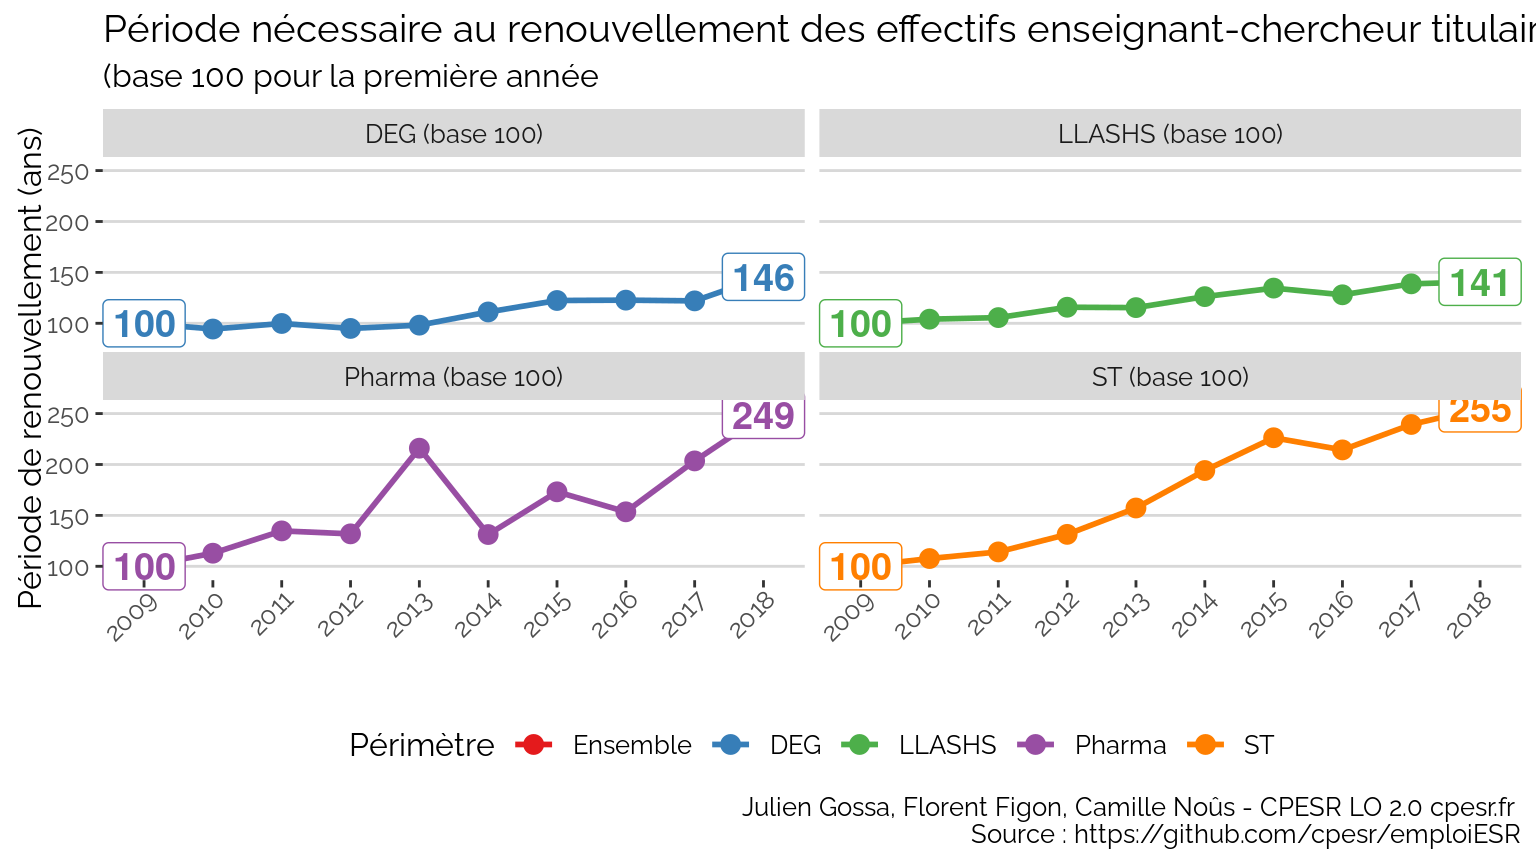 Période nécessaire au renouvellement des effectifs enseignant-chercheur
(base 100 pour la première année
Période de renouvellement (ans)
DEG (base 100)
LLASHS (base 100)
250
200
150
100
100
146
100
141
Pharma (base 100)
ST (base 100)
250
200
150
100
100
249
100
255
2009 2010 2011 2012 2013 2014 2015 2016 2017 2018
2009 2010 2011 2012 2013 2014 2015 2016 2017 2018
Périmètre Ensemble DEG LLASHS Pharma ST
Julien Gossa, Florent Figon, Camille Noûs - CPESR LO 2.0 cpesr.fr
Source : https://github.com/cpesr/emploiESR